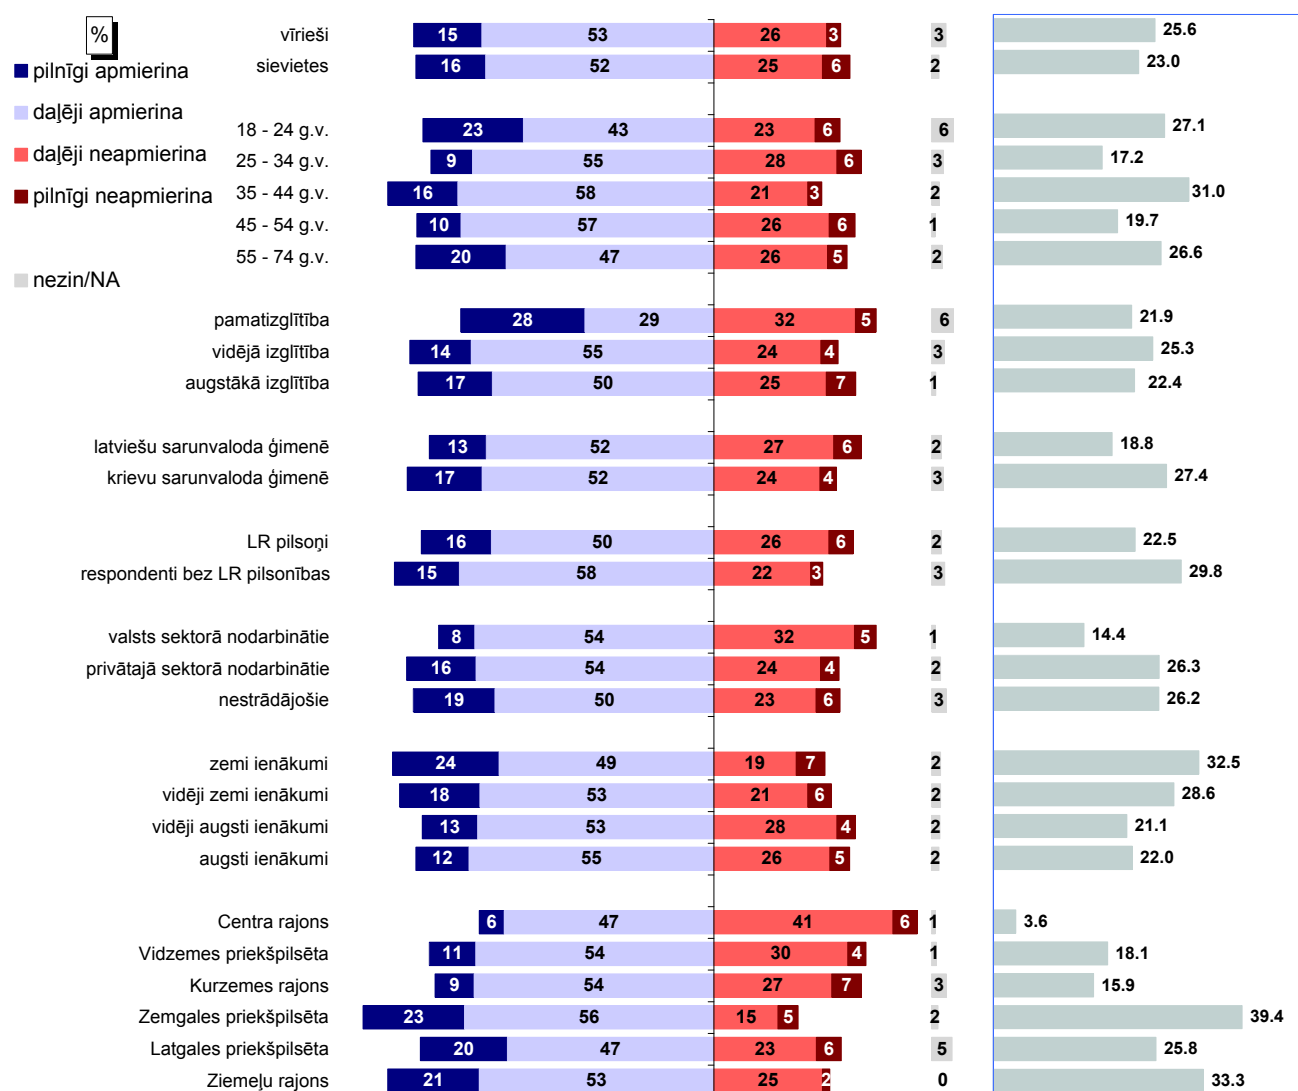 %
pilnīgi apmierina
daļēji apmierina
daļēji neapmierina
pilnīgi neapmierina
nezin/NA
vīrieši 15 53 26 3 3 25.6
sievietes 16 52 25 6 2 23.0
18 - 24 g.v. 23 43 23 6 6 27.1
25 - 34 g.v. 9 55 28 6 3 17.2
35 - 44 g.v. 16 58 21 3 2 31.0
45 - 54 g.v. 10 57 26 6 1 19.7
55 - 74 g.v. 20 47 26 5 2 26.6
pamatizglītība 28 29 32 5 6 21.9
vidējā izglītība 14 55 24 4 3 25.3
augstākā izglītība 17 50 25 7 1 22.4
latviešu sarunvaloda ģimenē 13 52 27 6 2 18.8
krievu sarunvaloda ģimenē 17 52 24 4 3 27.4
LR pilsoņi 16 50 26 6 2 22.5
respondenti bez LR pilsonības 15 58 22 3 3 29.8
valsts sektorā nodarbinātie 8 54 32 5 1 14.4
privātajā sektorā nodarbinātie 16 54 24 4 2 26.3
nestrādājošie 19 50 23 6 3 26.2
zemi ienākumi 24 49 19 7 2 32.5
vidēji zemi ienākumi 18 53 21 6 2 28.6
vidēji augsti ienākumi 13 53 28 4 2 21.1
augsti ienākumi 12 55 26 5 2 22.0
Centra rajons 6 47 41 6 1 3.6
Vidzemes priekšpilsēta 11 54 30 4 1 18.1
Kurzemes rajons 9 54 27 7 3 15.9
Zemgales priekšpilsēta 23 56 15 5 2 39.4
Latgales priekšpilsēta 20 47 23 6 5 25.8
Ziemeļu rajons 21 53 25 2 0 33.3